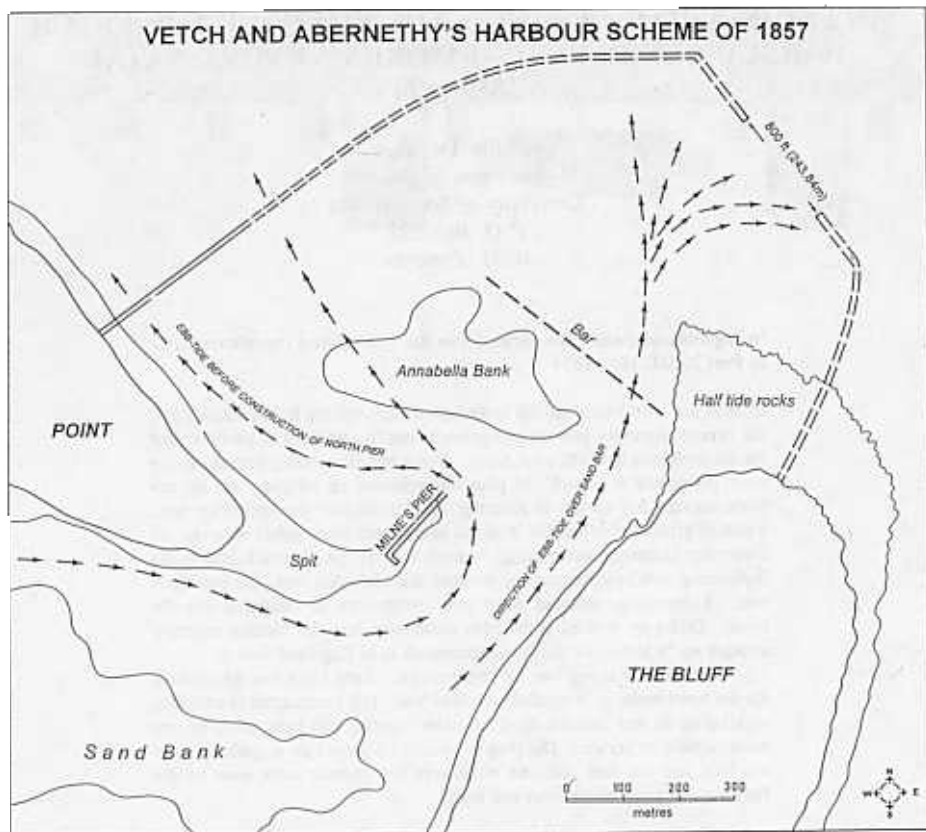 VETCH AND ABERNETHY'S HARBOUR SCHEME OF 1857
800 ft (243,84m)
Bar
Annabella Bank
Half tide rocks
EBB-TIDE BEFORE CONSTRUCTION OF NORTH PIER
POINT
MILNE'S PIER
DIRECTION OF EBB-TIDE OVER SAND BAR
Spit
THE BLUFF
Sand Bank
N
W E
S
0 100 200 300
metres